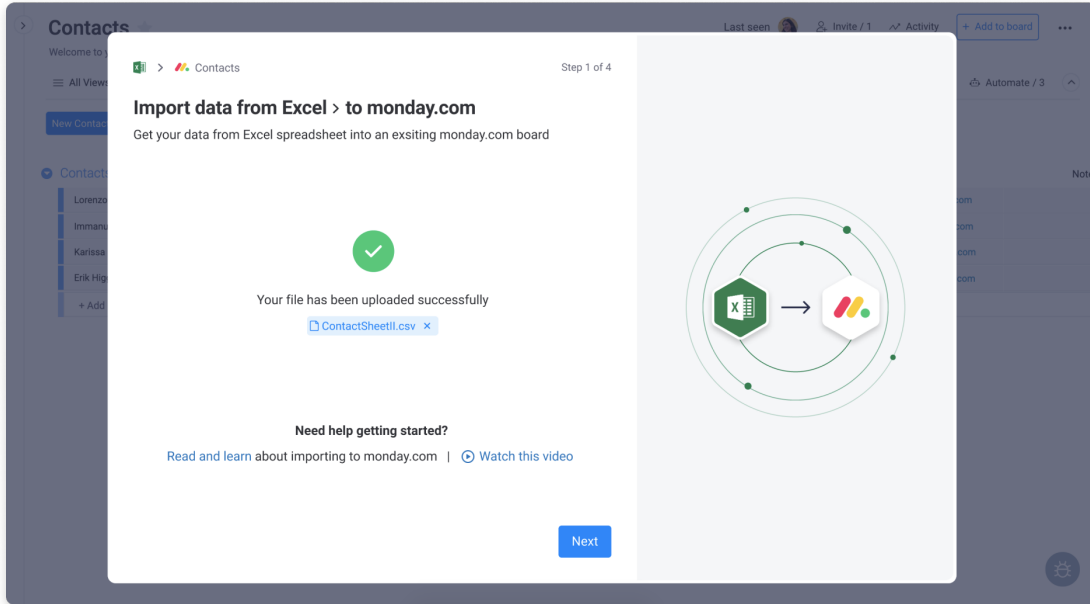 Contacts
Last seen
Invite / 1
Activity
+ Add to board
Welcome to
All Views
Automate / 3
New Contac
Contacts
Note
Lorenzo
com
Immanu
com
Karissa
com
Erik Hig
com
+ Add
> Contacts
Step 1 of 4
Import data from Excel > to monday.com
Get your data from Excel spreadsheet into an exsiting monday.com board
Your file has been uploaded successfully
ContactSheetII.csv ×
Need help getting started?
Read and learn about importing to monday.com | Watch this video
Next
X